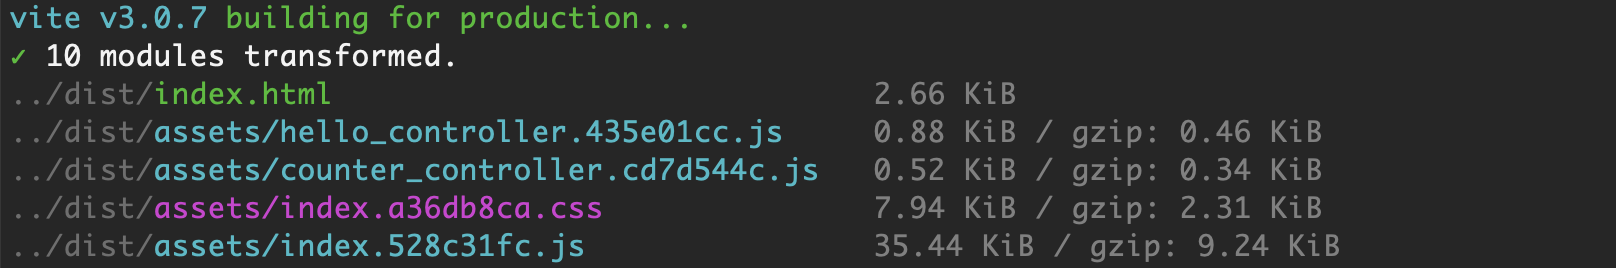 vite v3.0.7 building for production...
✓ 10 modules transformed.
../dist/index.html 2.66 KiB
../dist/assets/hello_controller.435e01cc.js 0.88 KiB / gzip: 0.46 KiB
../dist/assets/counter_controller.cd7d544c.js 0.52 KiB / gzip: 0.34 KiB
../dist/assets/index.a36db8ca.css 7.94 KiB / gzip: 2.31 KiB
../dist/assets/index.528c31fc.js 35.44 KiB / gzip: 9.24 KiB